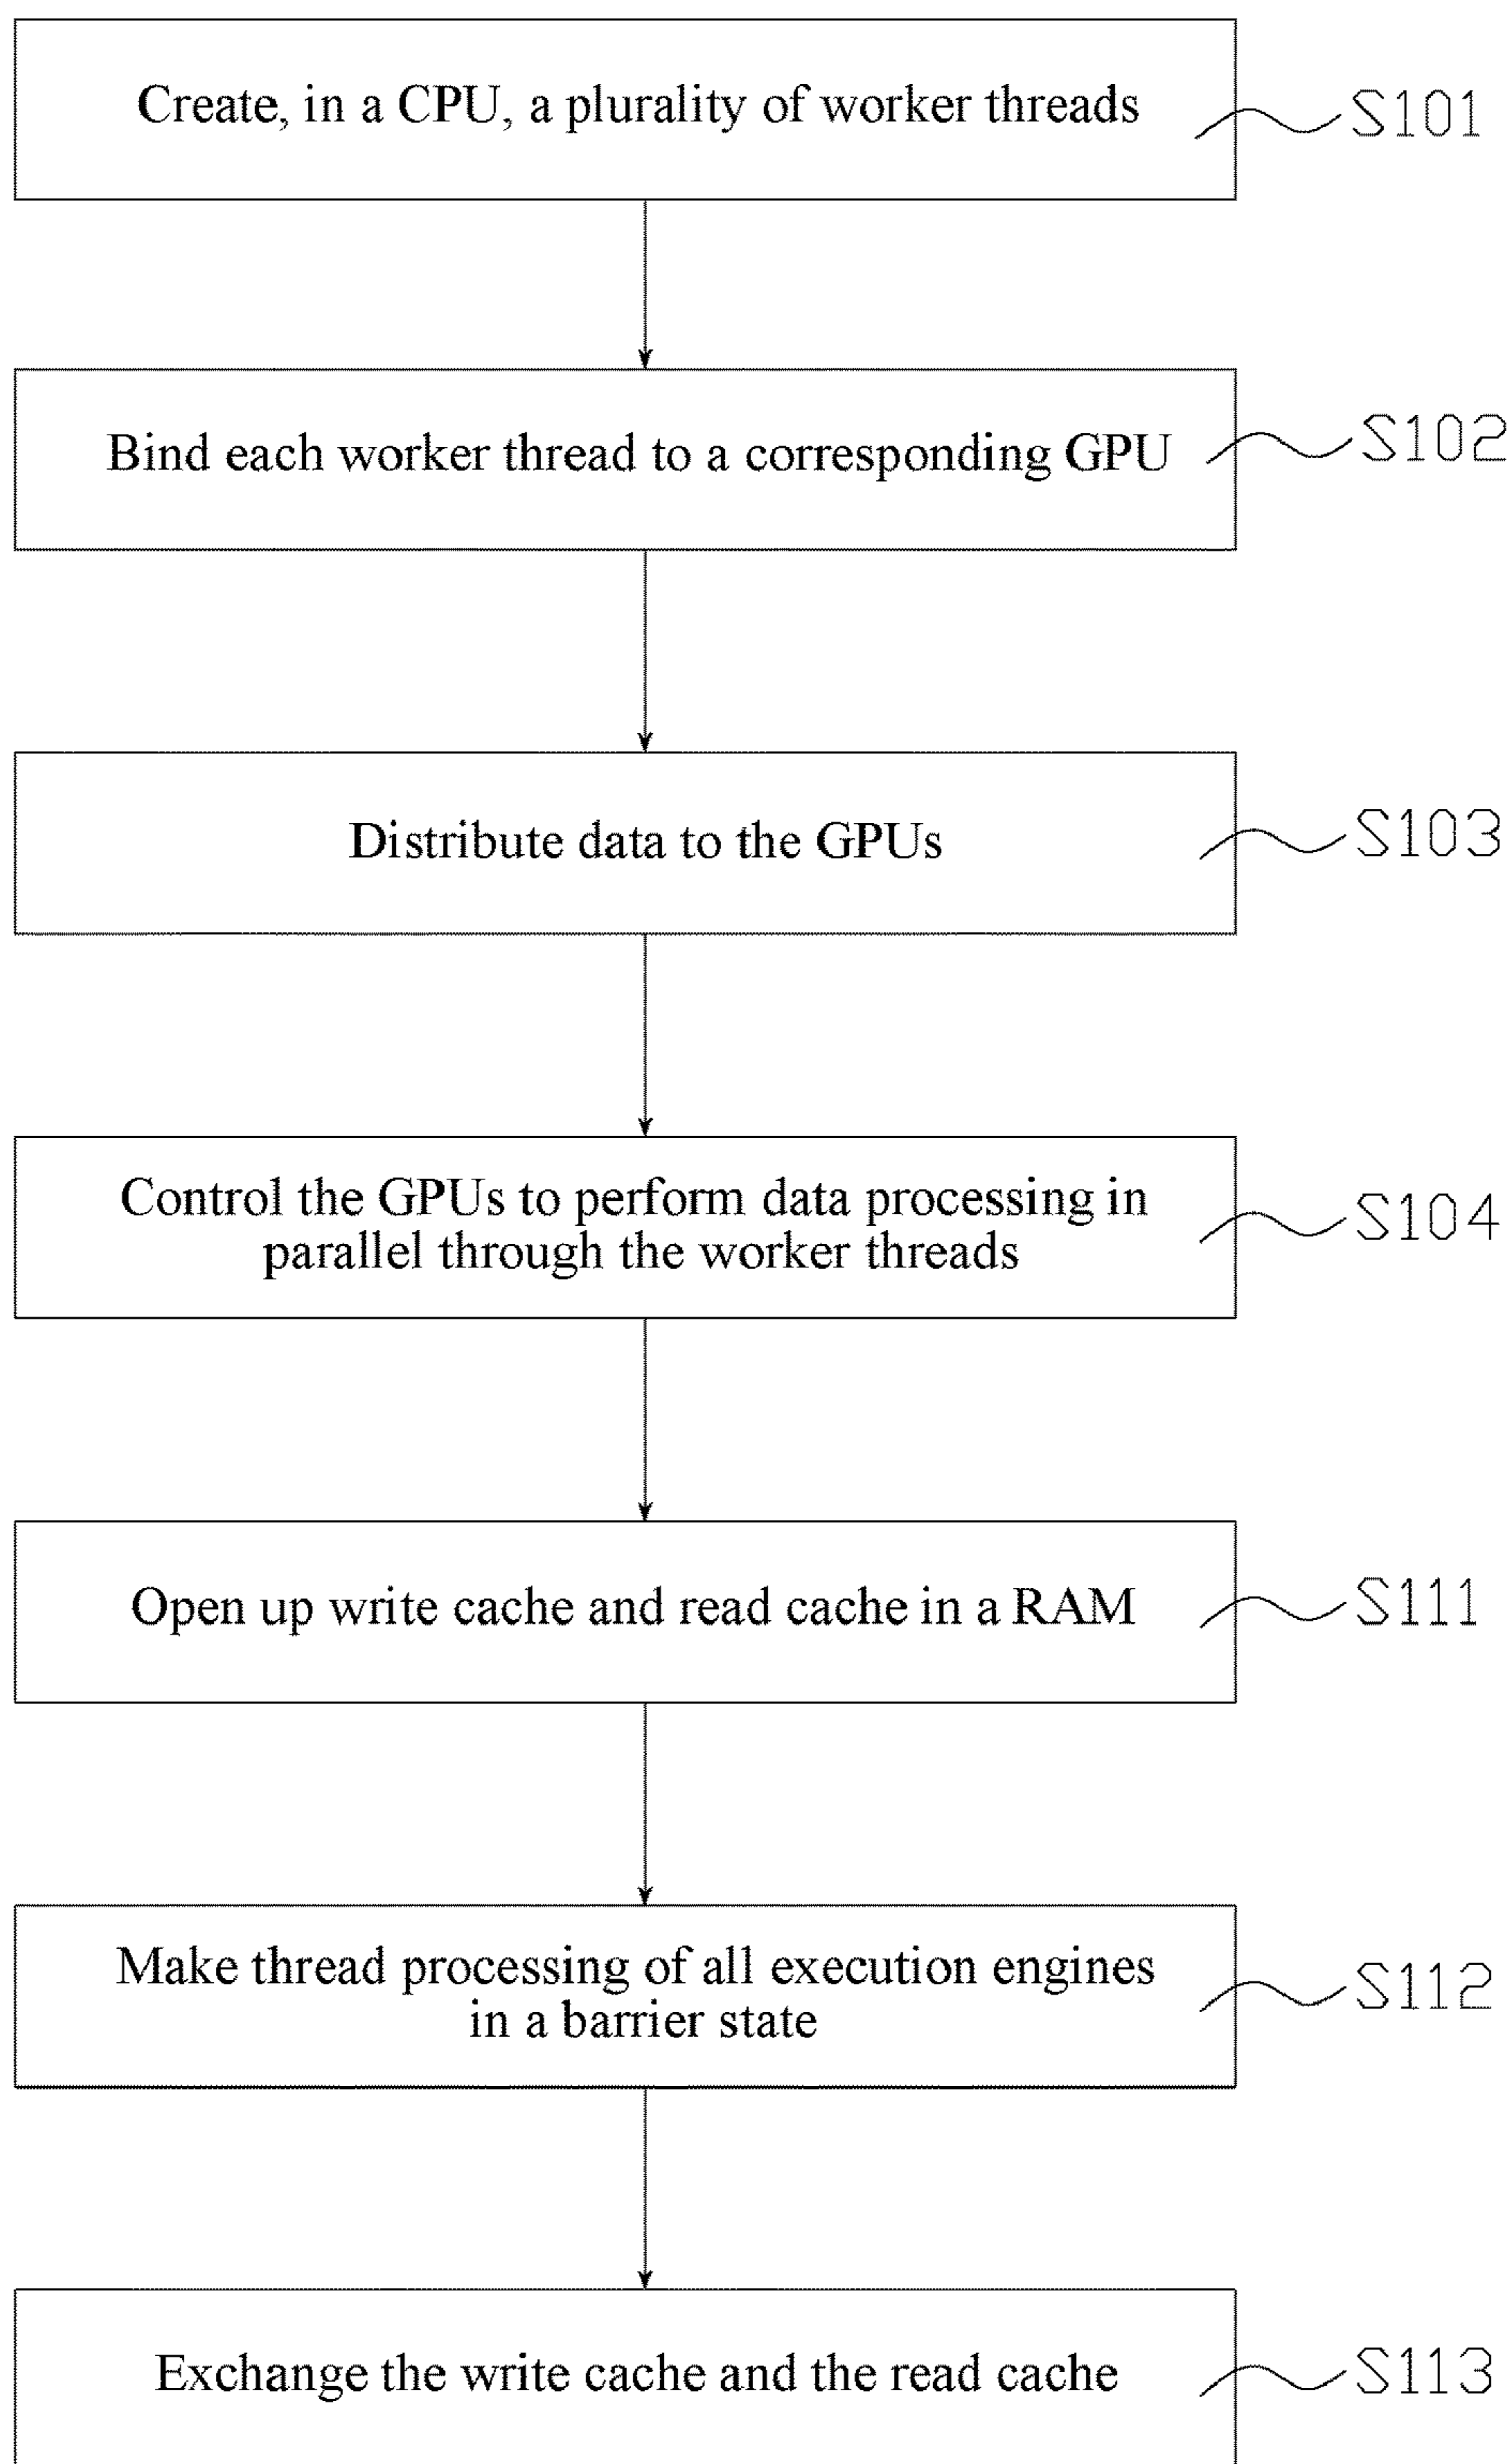 Create, in a CPU, a plurality of worker threads
S101
Bind each worker thread to a corresponding GPU
S102
Distribute data to the GPUs
S103
Control the GPUs to perform data processing in
parallel through the worker threads
S104
Open up write cache and read cache in a RAM
S111
Make thread processing of all execution engines
in a barrier state
S112
Exchange the write cache and the read cache
S113